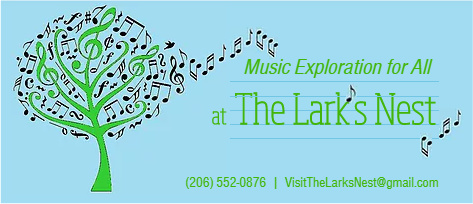 Music Exploration for All
at The Lark's Nest
(206) 552-0876 | VisitTheLarksNest@gmail.com